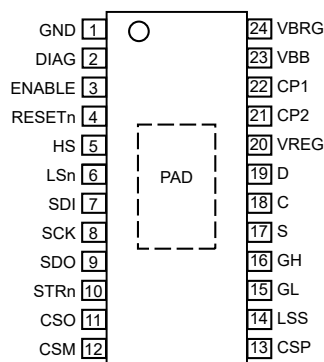 GND 1
DIAG 2
ENABLE 3
RESETn 4
HS 5
LSn 6
SDI 7
SCK 8
SDO 9
STRn 10
CSO 11
CSM 12
PAD
24 VBRG
23 VBB
22 CP1
21 CP2
20 VREG
19 D
18 C
17 S
16 GH
15 GL
14 LSS
13 CSP